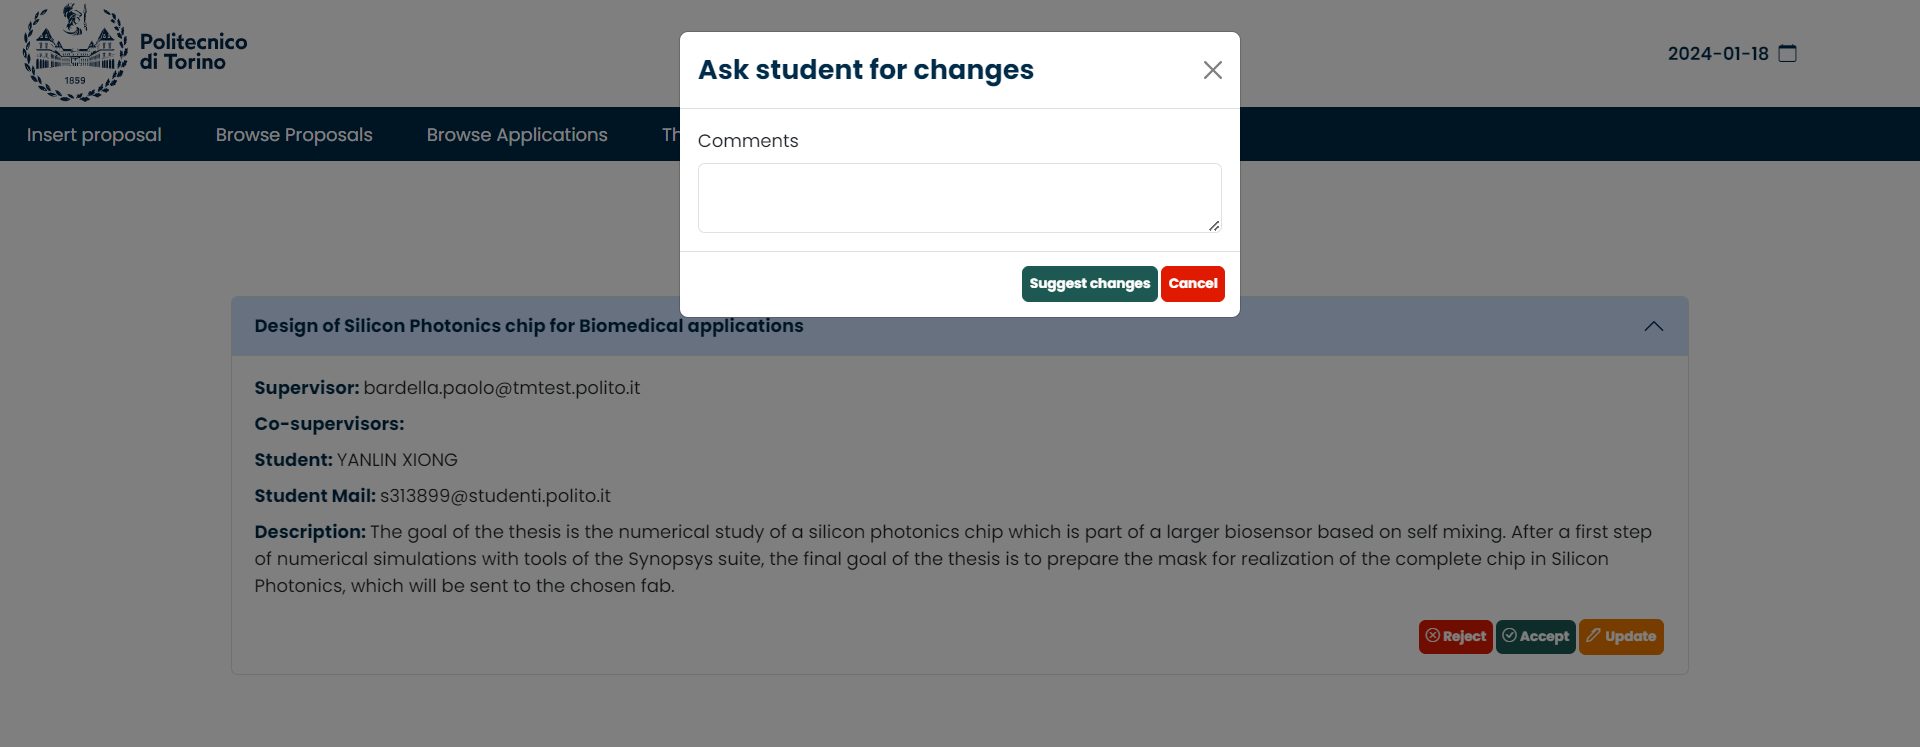 Politecnico
di Torino
1859
2024-01-18
Insert proposal
Browse Proposals
Browse Applications
Th
Ask student for changes
Comments
Suggest changes
Cancel
Design of Silicon Photonics chip for Biomedical applications
Supervisor: bardella.paolo@tmtest.polito.it
Co-supervisors:
Student: YANLIN XIONG
Student Mail: s313899@studenti.polito.it
Description: The goal of the thesis is the numerical study of a silicon photonics chip which is part of a larger biosensor based on self mixing. After a first step
of numerical simulations with tools of the Synopsys suite, the final goal of the thesis is to prepare the mask for realization of the complete chip in Silicon
Photonics, which will be sent to the chosen fab.
Reject
Accept
Update